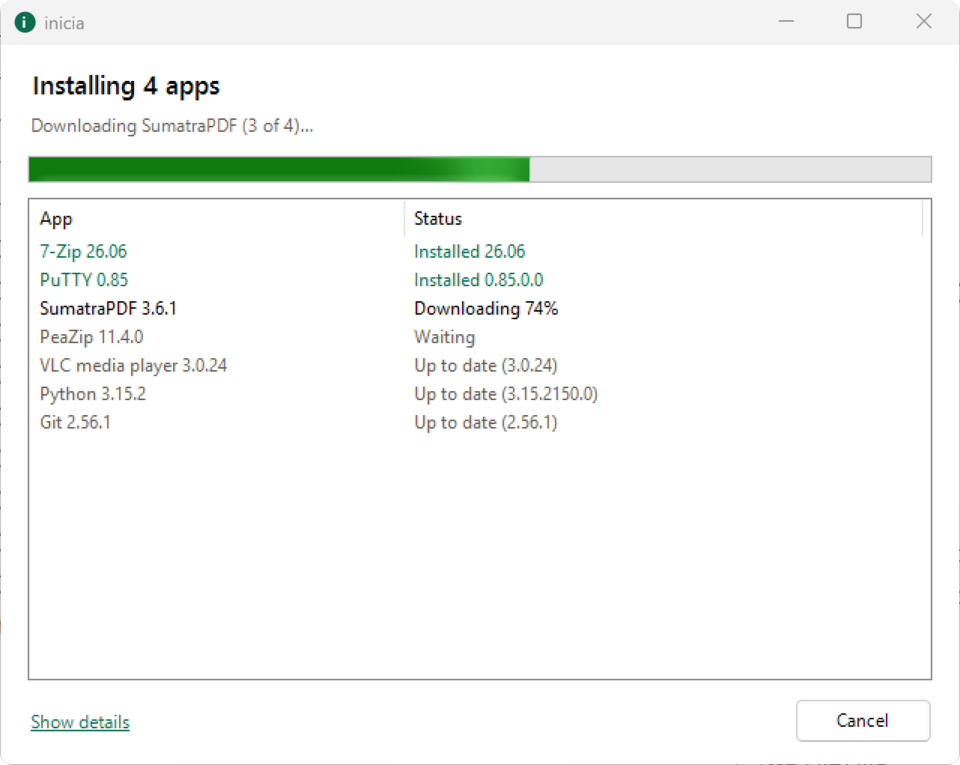 i inicia
Installing 4 apps
Downloading SumatraPDF (3 of 4)...
App Status
7-Zip 26.06 Installed 26.06
PuTTY 0.85 Installed 0.85.0.0
SumatraPDF 3.6.1 Downloading 74%
PeaZip 11.4.0 Waiting
VLC media player 3.0.24 Up to date (3.0.24)
Python 3.15.2 Up to date (3.15.2150.0)
Git 2.56.1 Up to date (2.56.1)
Show details Cancel